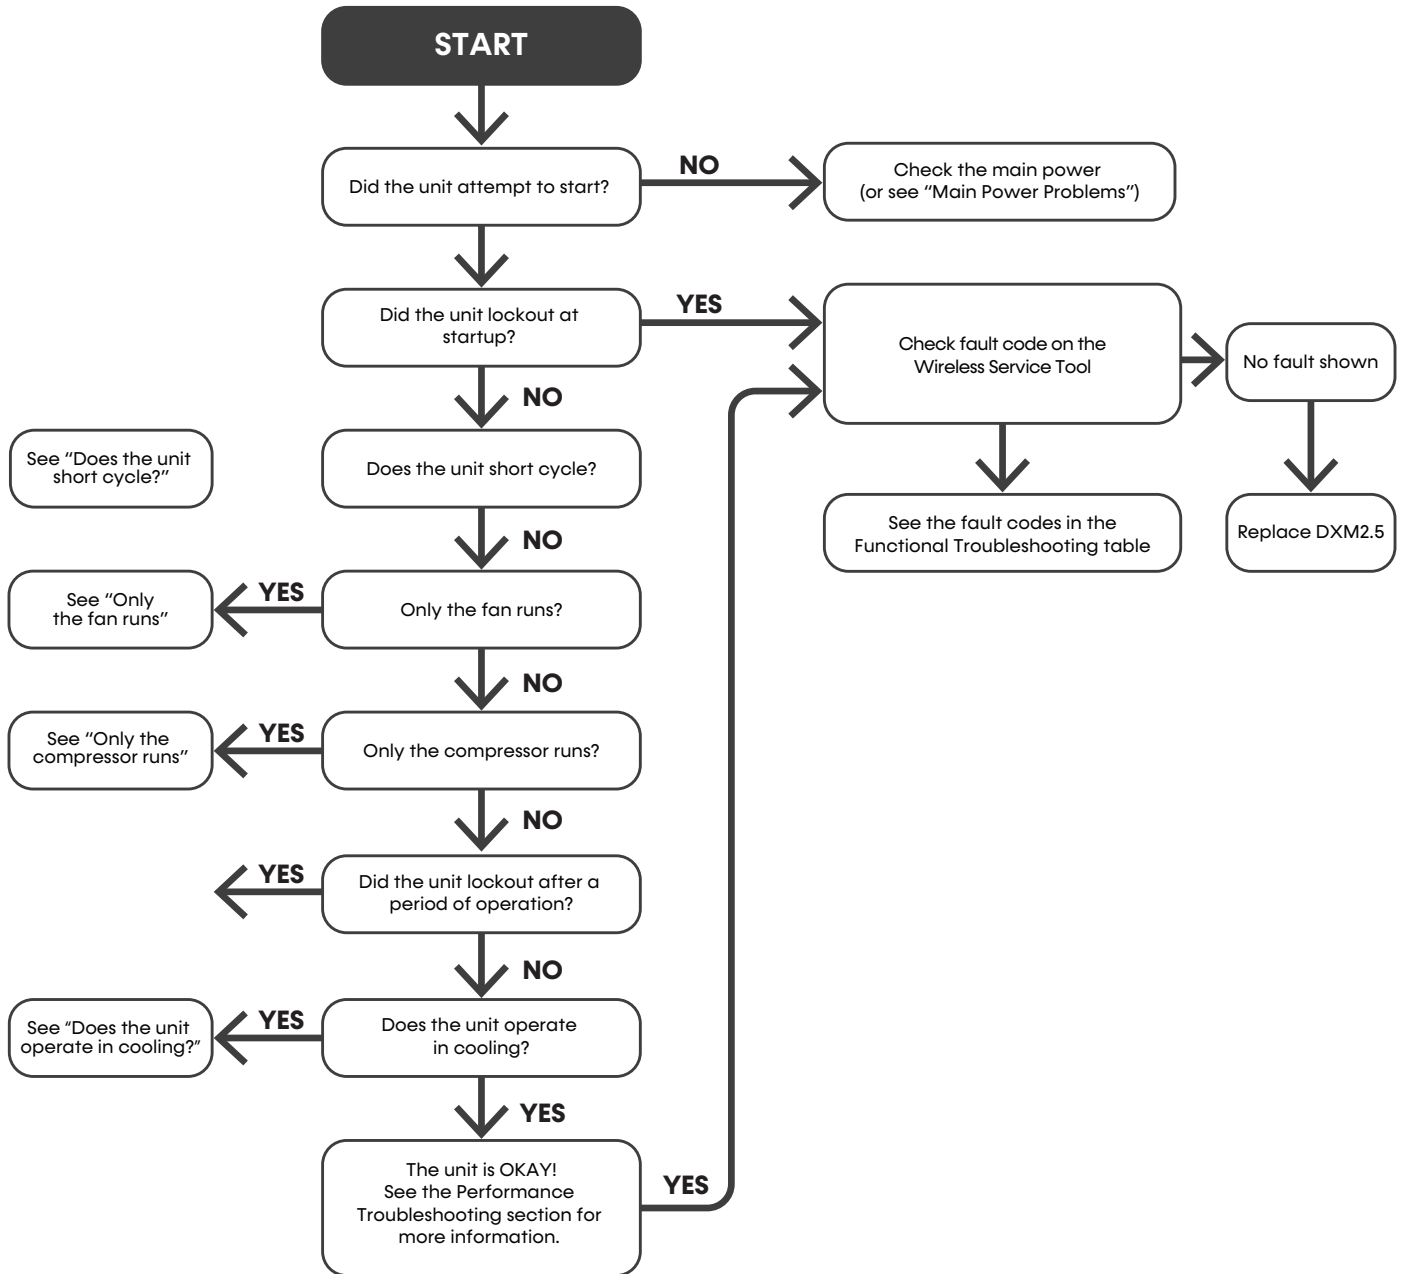 START
Did the unit attempt to start?
NO
Check the main power
(or see “Main Power Problems”)
Did the unit lockout at
startup?
YES
Check fault code on the
Wireless Service Tool
No fault shown
NO
See “Does the unit
short cycle?”
Does the unit short cycle?
See the fault codes in the
Functional Troubleshooting table
Replace DXM2.5
NO
See “Only
the fan runs”
YES
Only the fan runs?
NO
See “Only the
compressor runs”
YES
Only the compressor runs?
NO
YES
Did the unit lockout after a
period of operation?
NO
See “Does the unit
operate in cooling?”
YES
Does the unit operate
in cooling?
YES
The unit is OKAY!
See the Performance
Troubleshooting section for
more information.
YES